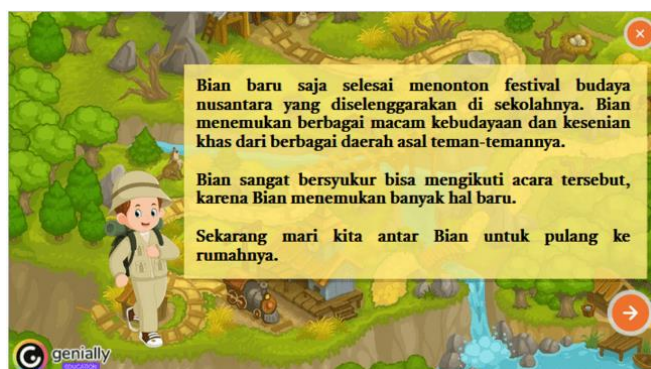 Bian baru saja selesai menonton festival budaya
nusantara yang diselenggarakan di sekolahnya. Bian
menemukan berbagai macam kebudayaan dan kesenian
khas dari berbagai daerah asal teman-temannya.
Bian sangat bersyukur bisa mengikuti acara tersebut,
karena Bian menemukan banyak hal baru.
Sekarang mari kita antar Bian untuk pulang ke
rumahnya.
genially
EDUCATION